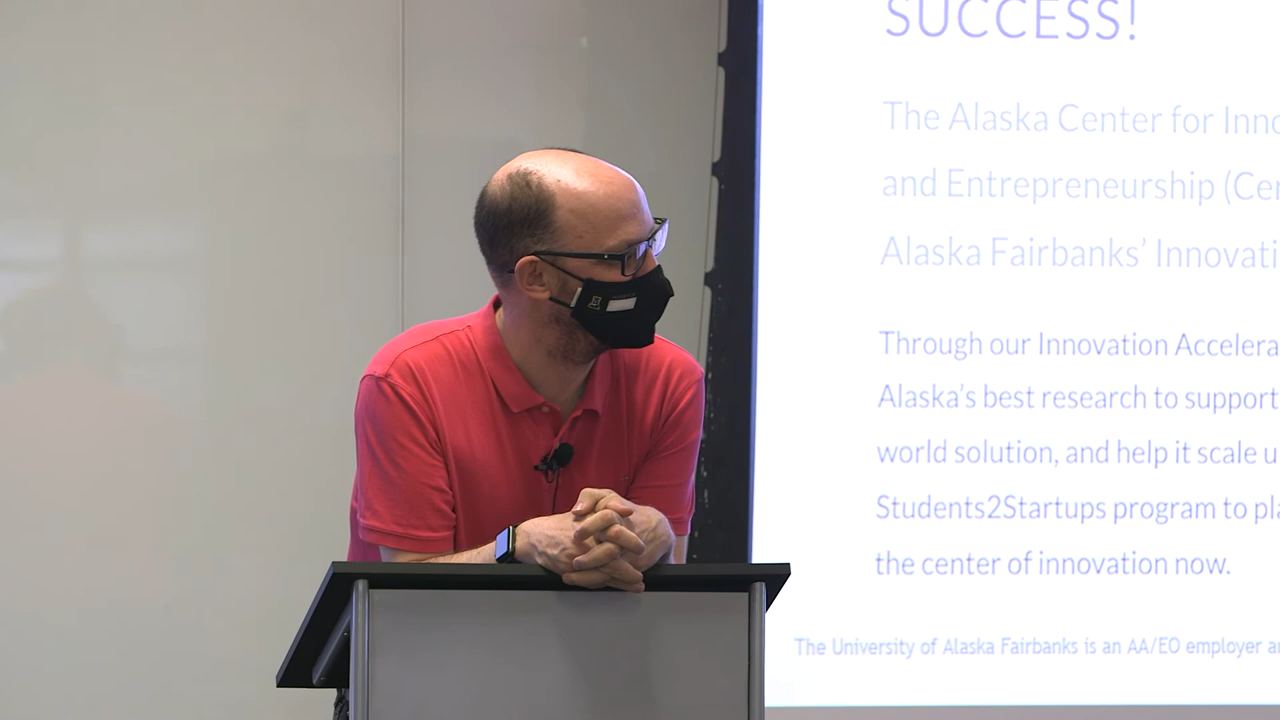 SUCCESS!
The Alaska Center for Inno
and Entrepreneurship (Cen
Alaska Fairbanks’ Innovati
Through our Innovation Accelera
Alaska’s best research to support
world solution, and help it scale u
Students2Startups program to pla
the center of innovation now.
The University of Alaska Fairbanks is an AA/EO employer an